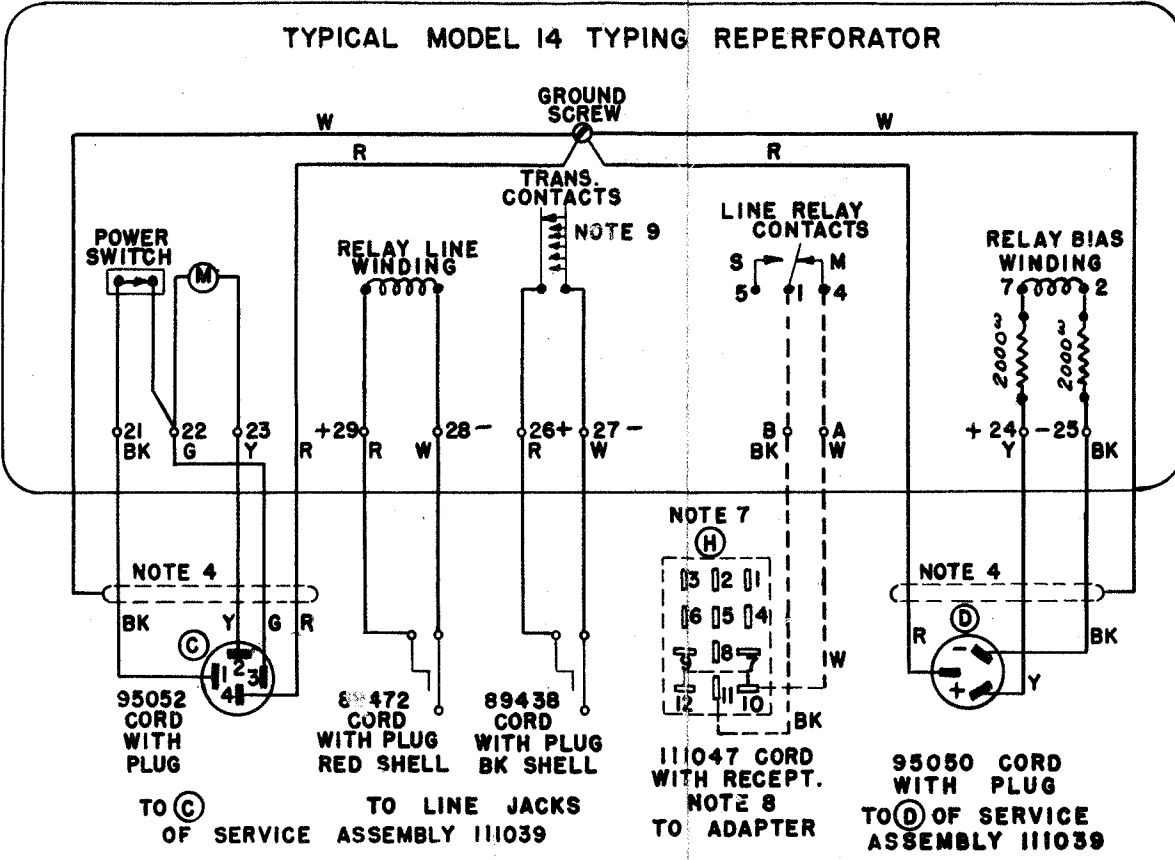 TYPICAL MODEL 14 TYPING REPERFORATOR
GROUND
SCREW
W
W
R
R
TRANS.
CONTACTS
NOTE 9
LINE RELAY
CONTACTS
S
M
5
1
4
POWER
SWITCH
M
RELAY LINE
WINDING
RELAY BIAS
WINDING
7
2
2000ω
2000ω
21
BK
22
G
23
Y
R
+29
R
W
28-
26+
R
27-
W
B
BK
A
W
+24
Y
-25
BK
NOTE 7
H
3 2 1
6 5 4
9 8 7
12 11 10
W
BK
NOTE 4
BK
Y
G
R
C
1
2
3
4
NOTE 4
R
D
BK
-
+
Y
95052
CORD
WITH
PLUG
472
CORD
WITH PLUG
RED SHELL
89438
CORD
WITH PLUG
BK SHELL
111047 CORD
WITH RECEPT.
NOTE 8
TO ADAPTER
95050 CORD
WITH PLUG
TO D OF SERVICE
ASSEMBLY 111039
TO C
OF SERVICE ASSEMBLY 111039
TO LINE JACKS